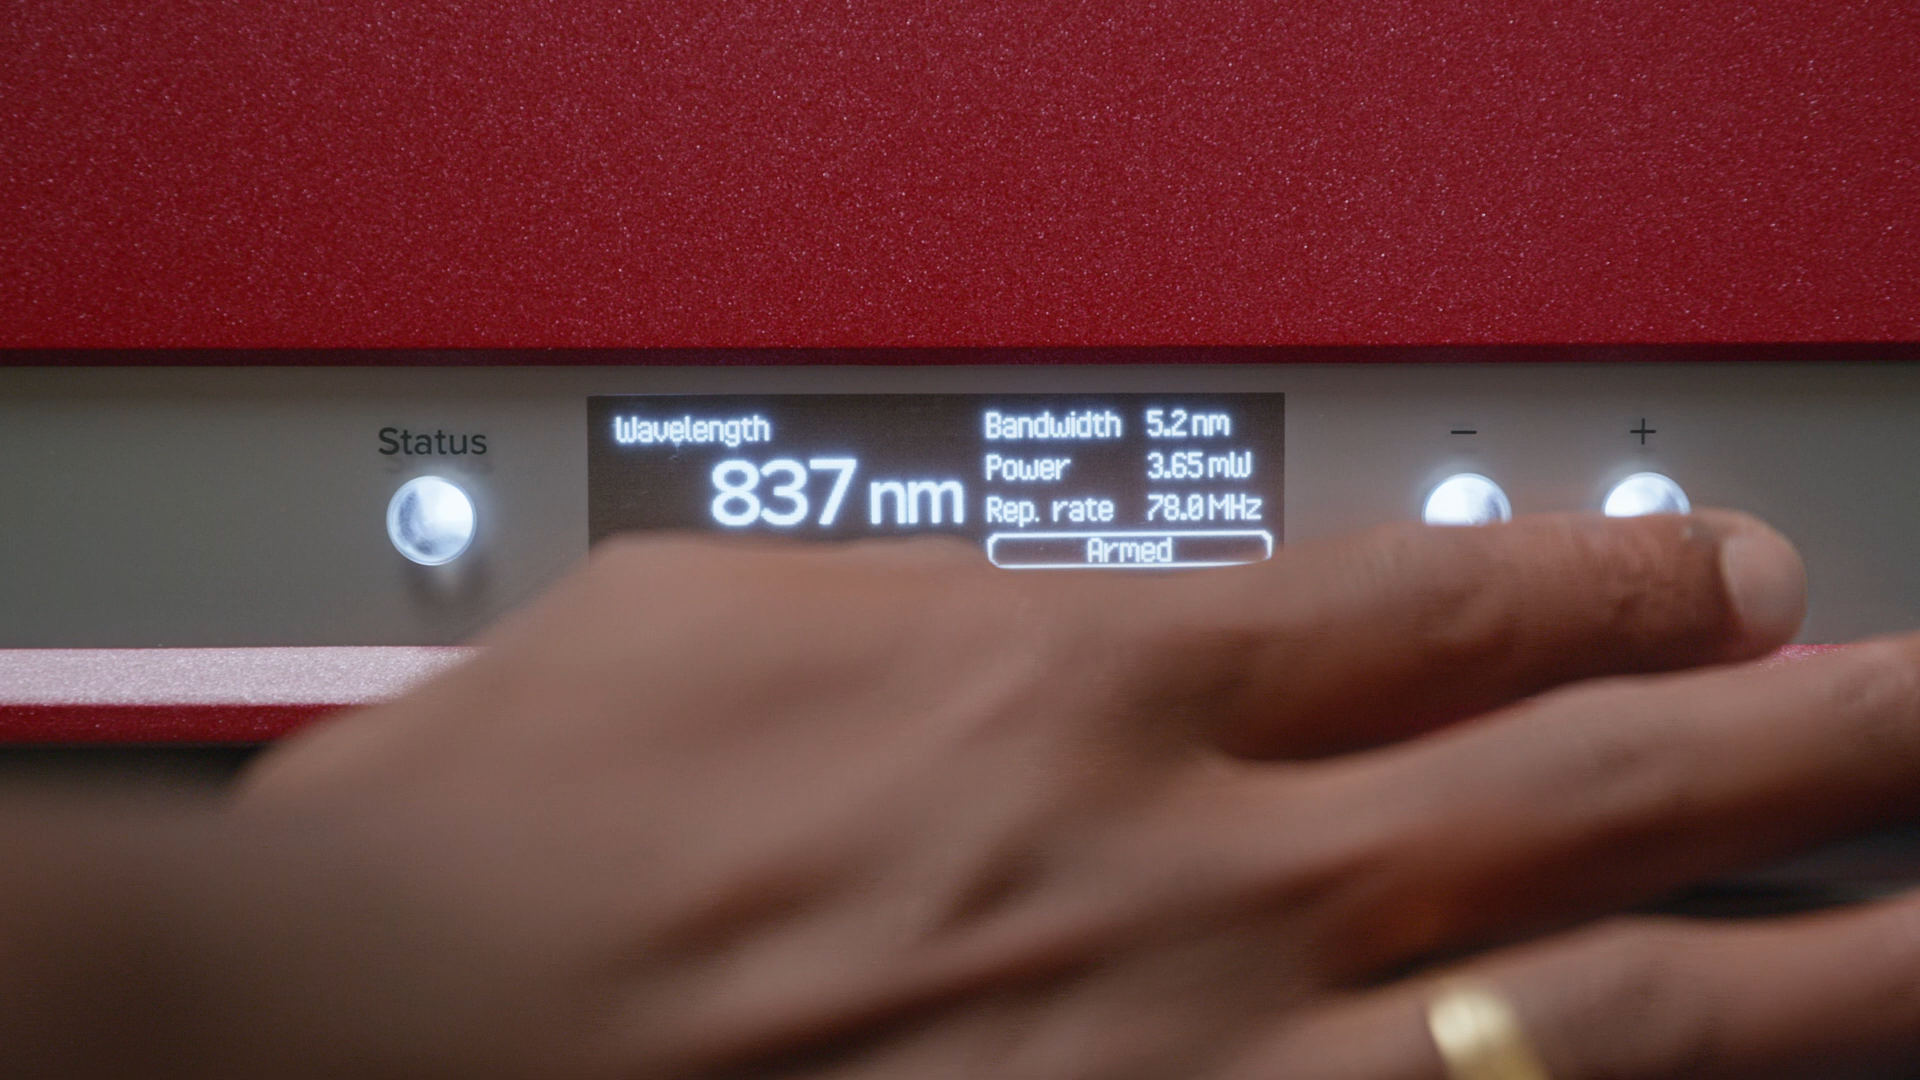 Status
Wavelength
837 nm
Bandwidth 5.2 nm
Power 3.65 mW
Rep. rate 78.0 MHz
Armed
− +